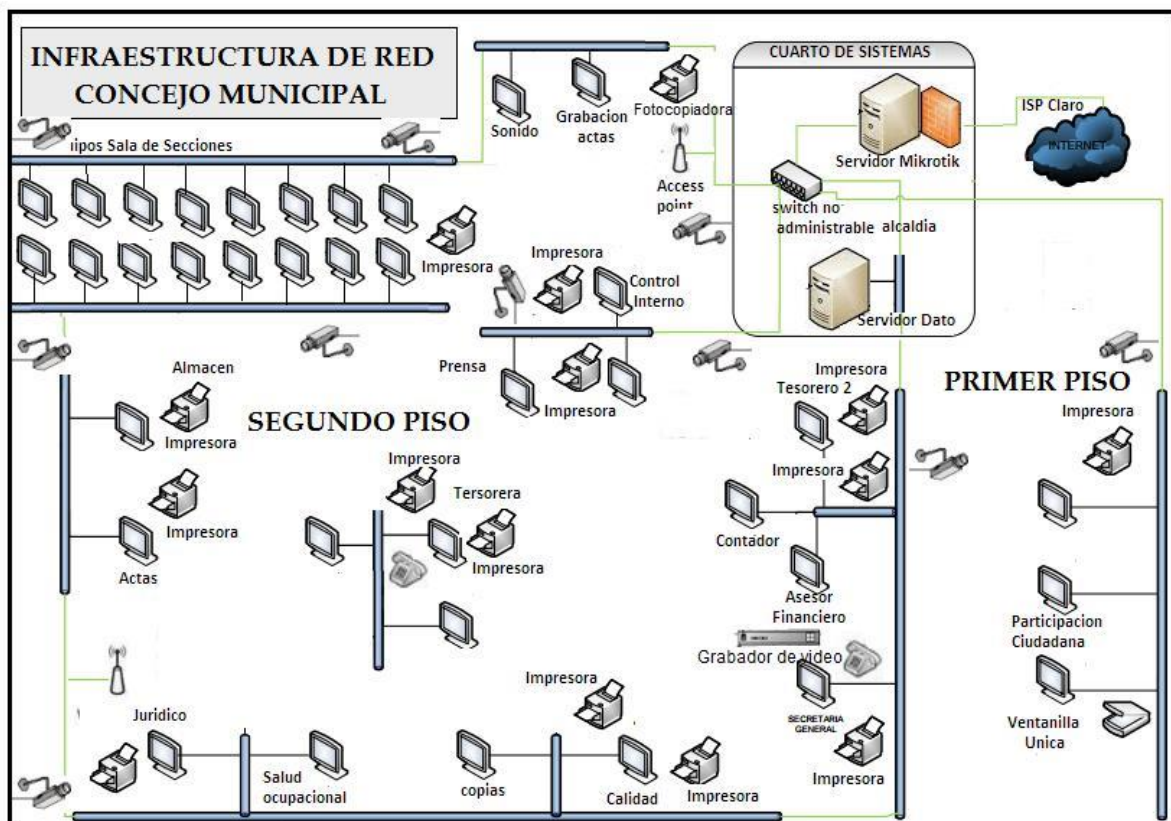 INFRAESTRUCTURA DE RED
CONCEJO MUNICIPAL
CUARTO DE SISTEMAS
Sonido
Grabacion
actas
Fotocopiadora
ISP Claro
INTERNET
ipos Sala de Secciones
Servidor Mikrotik
Access
point
switch no
administrable
alcaldia
Impresora
Impresora
Control
Interno
Servidor Dato
Prensa
Impresora
Almacen
Impresora
SEGUNDO PISO
Impresora
Tesorero 2
PRIMER PISO
Impresora
Impresora
Impresora
Actas
Impresora
Tersorera
Impresora
Contador
Asesor
Financiero
Participacion
Ciudadana
Grabador de video
SECRETARIA
GENERAL
Ventanilla
Unica
Impresora
Impresora
Juridico
Salud
ocupacional
copias
Calidad
Impresora